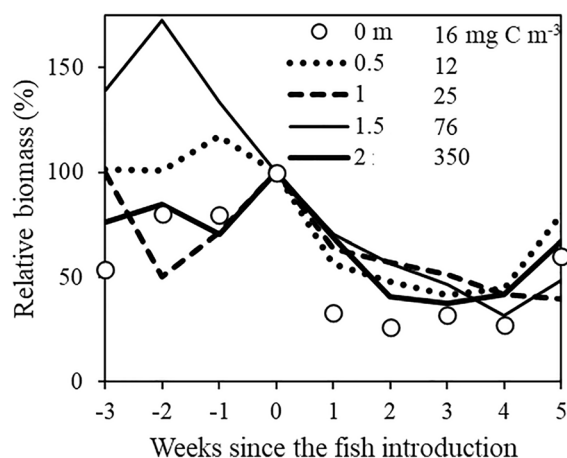 Relative biomass (%)
150
100
50
0
0 m 16 mg C m⁻³
0.5 12
1 25
1.5 76
2 : 350
-3 -2 -1 0 1 2 3 4 5
Weeks since the fish introduction